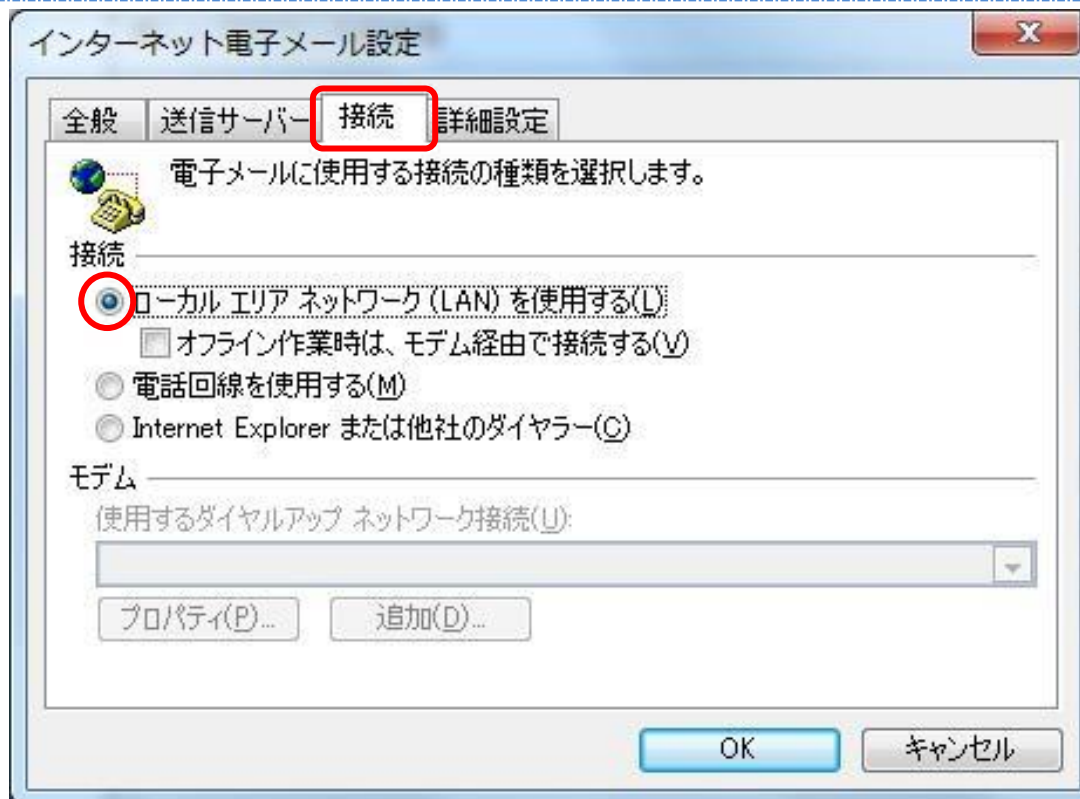 インターネット電子メール設定
全般 送信サーバー 接続 詳細設定
電子メールに使用する接続の種類を選択します。
接続
ローカル エリア ネットワーク (LAN) を使用する(L)
オフライン作業時は、モデム経由で接続する(V)
電話回線を使用する(M)
Internet Explorer または他社のダイヤラー(C)
モデム
使用するダイヤルアップ ネットワーク接続(U):
プロパティ(P)... 追加(D)...
OK キャンセル